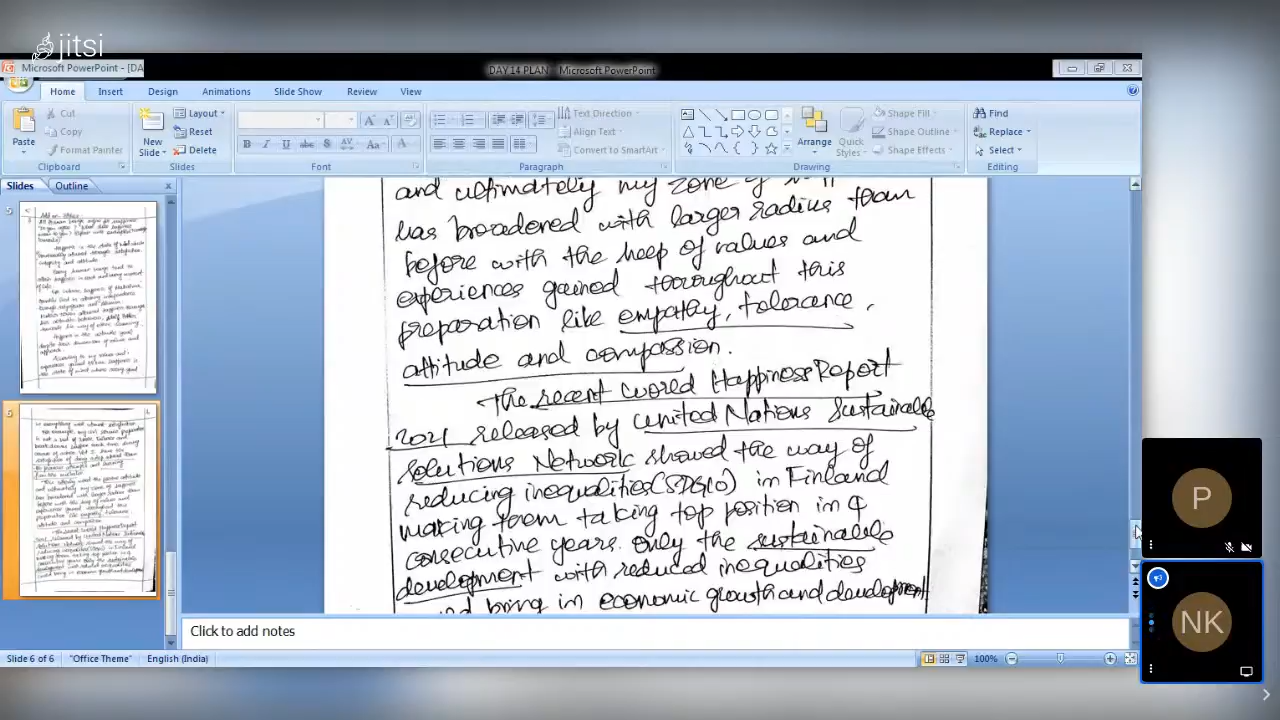 jitsi
Microsoft PowerPoint - [DA
DAY 14 PLAN    Microsoft PowerPoint
Home Insert Design Animations Slide Show Review View
Cut
Copy
Format Painter
Paste
Clipboard
New Slide
Layout
Reset
Delete
Slides
B I U abc S AV Aa A
Font
Text Direction
Align Text
Convert to SmartArt
Paragraph
Arrange
Quick Styles
Shape Fill
Shape Outline
Shape Effects
Drawing
Find
Replace
Select
Editing
Slides Outline
5
6
and ultimately my zone of
has broadened with larger radius than
before with the heep of values and
experiences gained throughout this
preparation like empathy, tolerance,
attitude and compassion.
The recent world Happiness Report
2021 released by United Nations Sustainable
Solutions Network showed the way of
reducing inequalities (SDG10) in Finland
making them taking top position in 4
consecutive years. Only the sustainable
development with reduced inequalities
bring in economic growth and development
Click to add notes
Slide 6 of 6 "Office Theme" English (India) 100%
P
NK